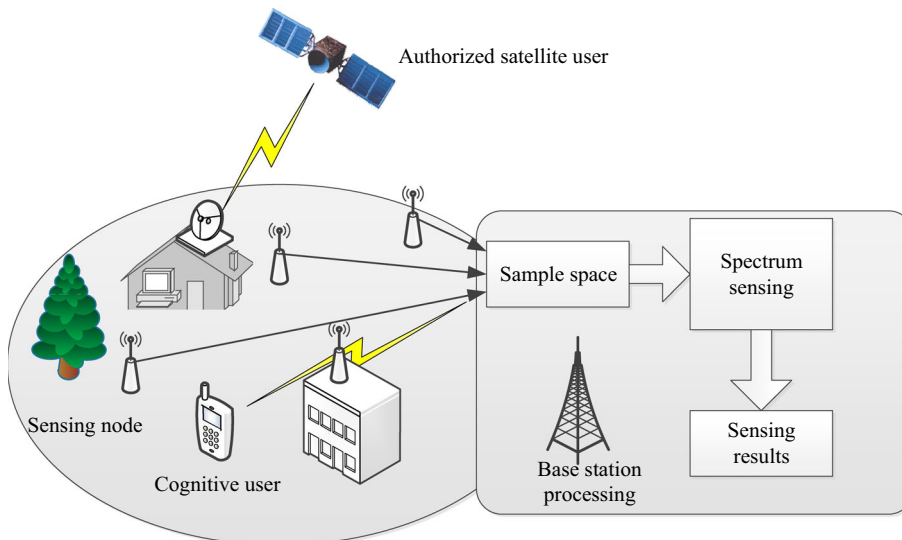 Authorized satellite user
Sample space
Spectrum
sensing
Sensing node
Cognitive user
Base station
processing
Sensing
results